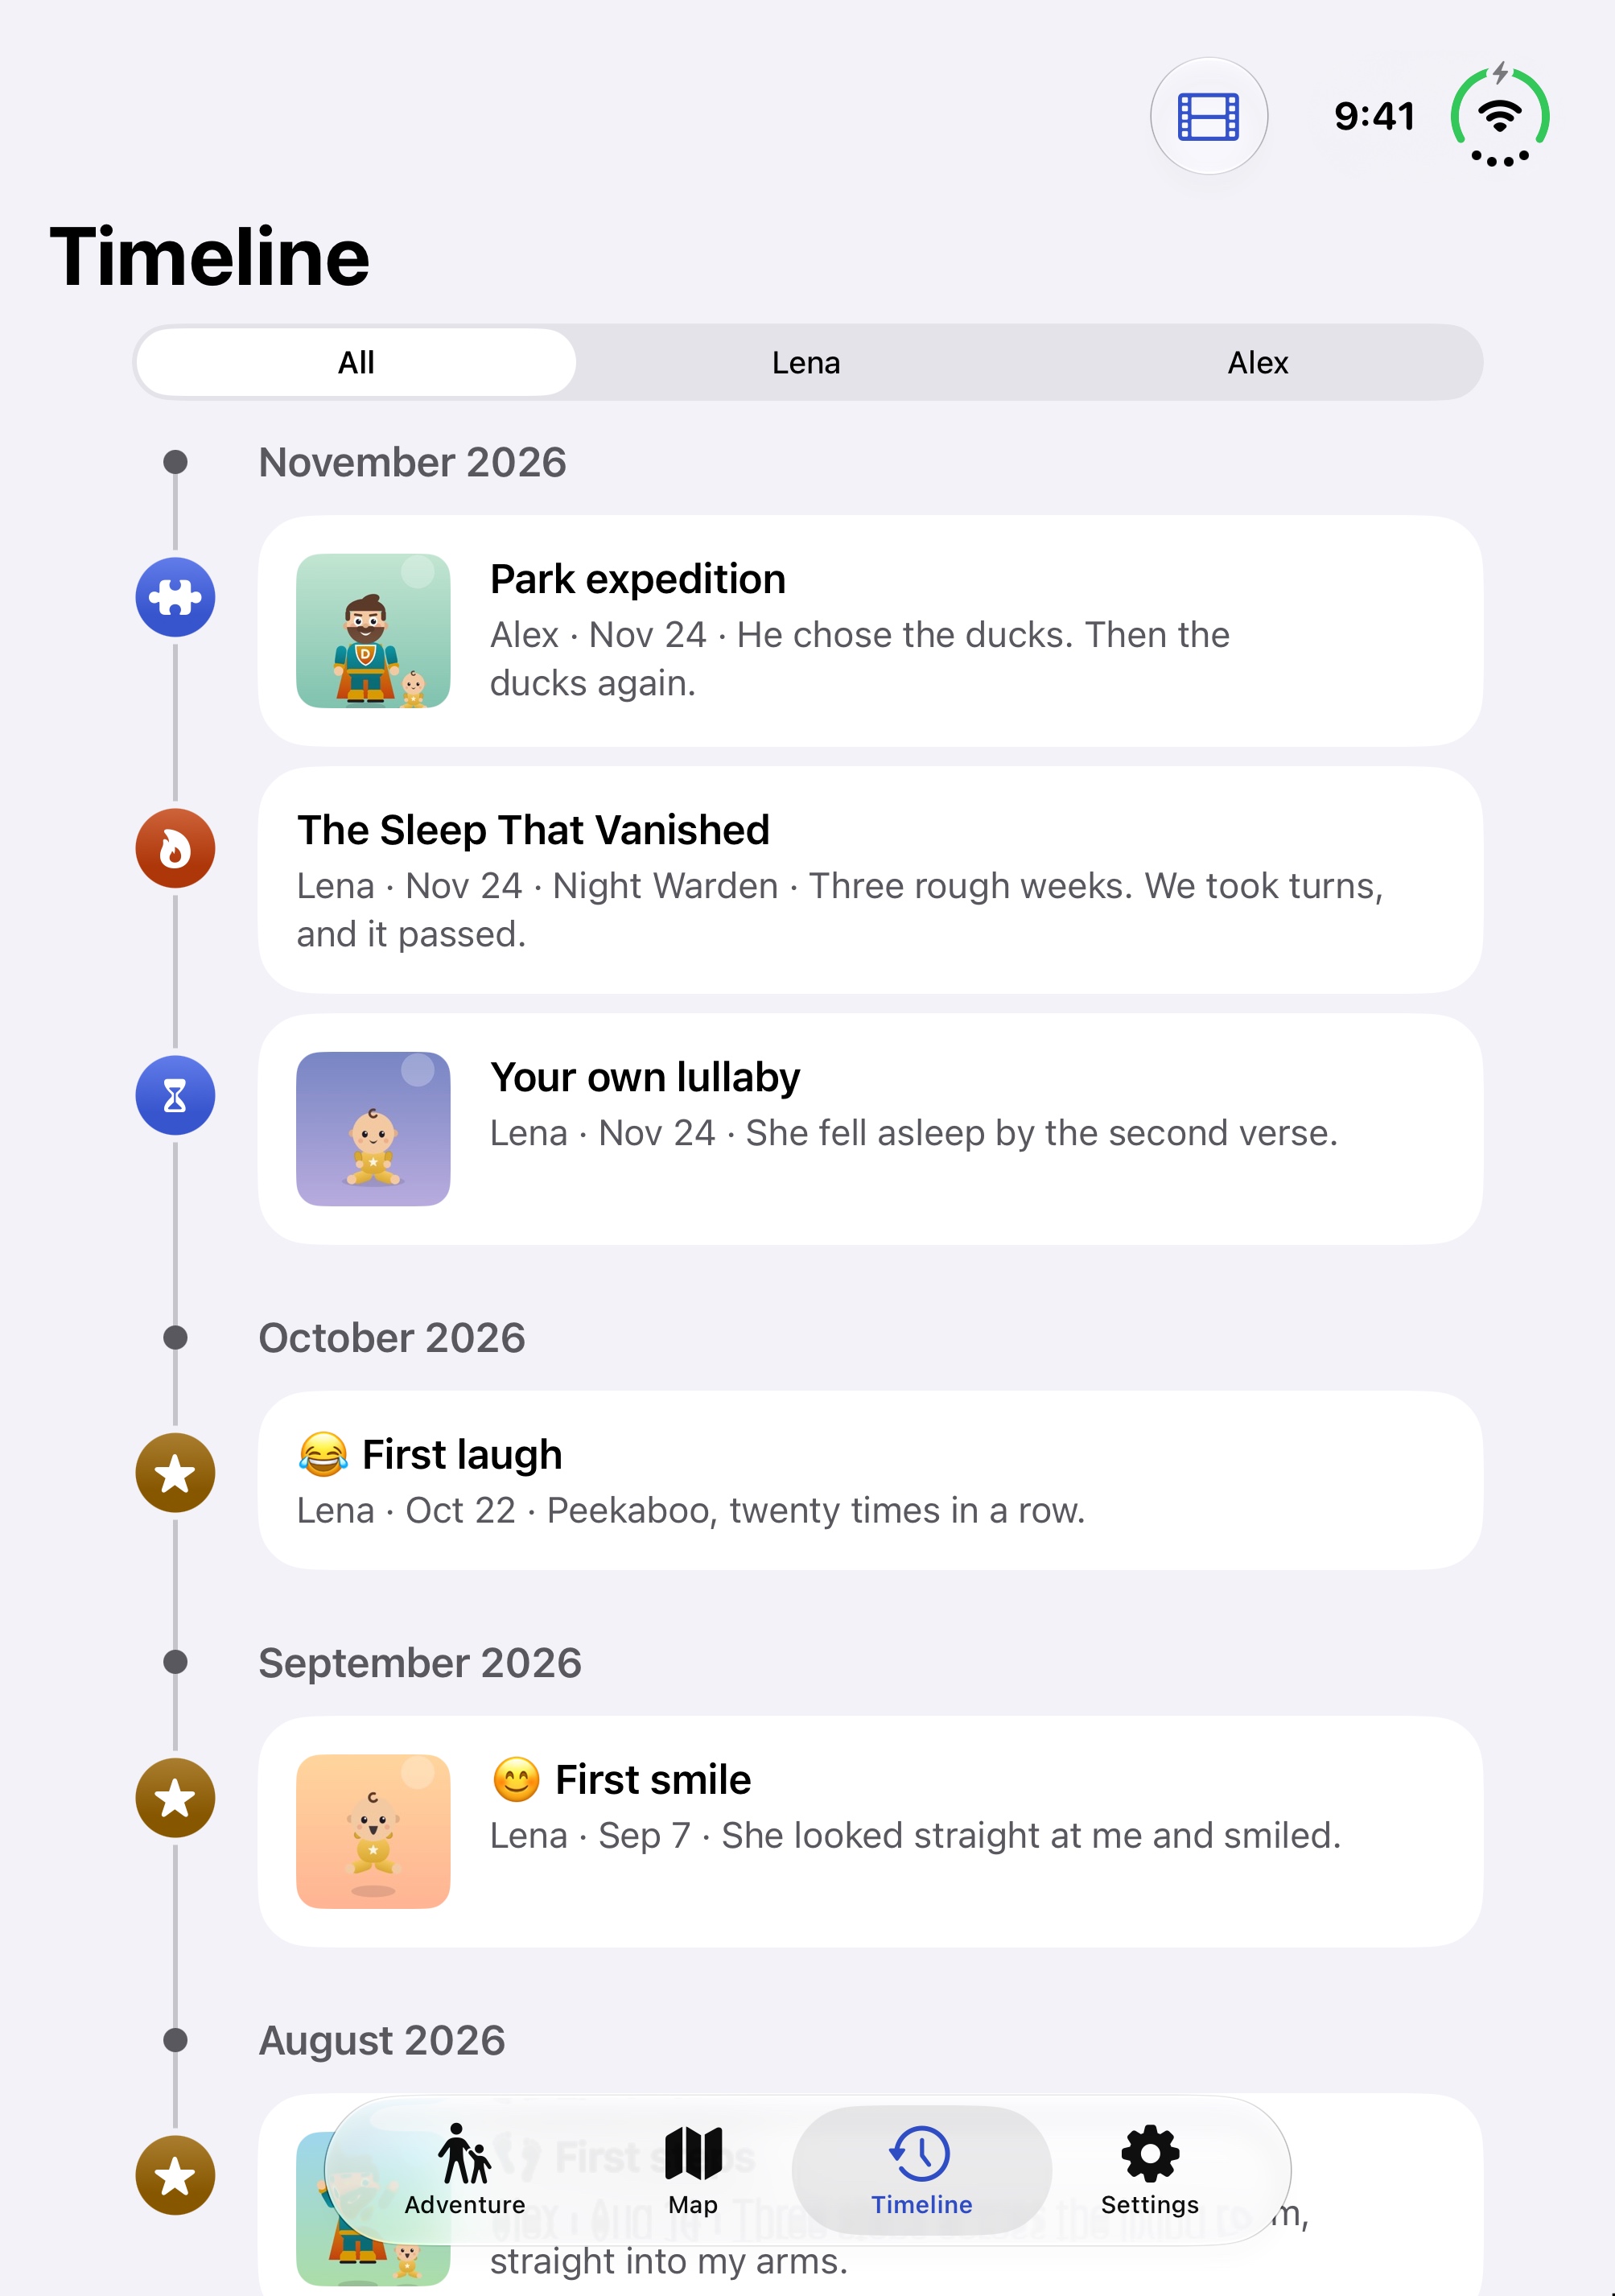 9:41
Timeline
All
Lena
Alex
November 2026
Park expedition
Alex · Nov 24 · He chose the ducks. Then the
ducks again.
D
The Sleep That Vanished
Lena · Nov 24 · Night Warden · Three rough weeks. We took turns,
and it passed.
Your own lullaby
Lena · Nov 24 · She fell asleep by the second verse.
October 2026
😂 First laugh
Lena · Oct 22 · Peekaboo, twenty times in a row.
September 2026
😊 First smile
Lena · Sep 7 · She looked straight at me and smiled.
August 2026
First
straight into my arms.
Adventure
Map
Timeline
Settings